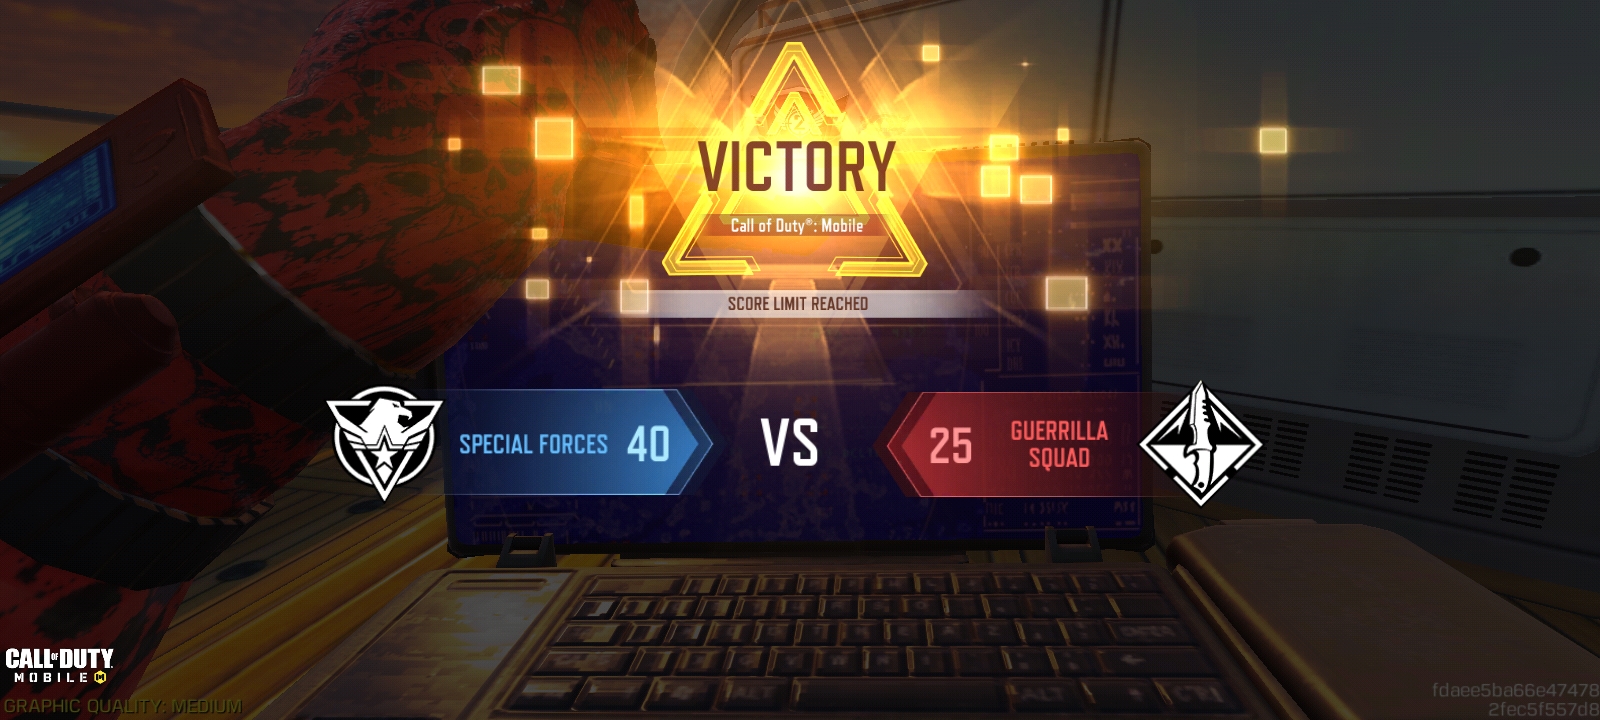 VICTORY
Call of Duty®: Mobile
SCORE LIMIT REACHED
SPECIAL FORCES 40 VS 25 GUERRILLA
SQUAD
CALL OF DUTY
MOBILE
GRAPHIC QUALITY: MEDIUM
fdaee5ba66e47478
2fec5f557d8